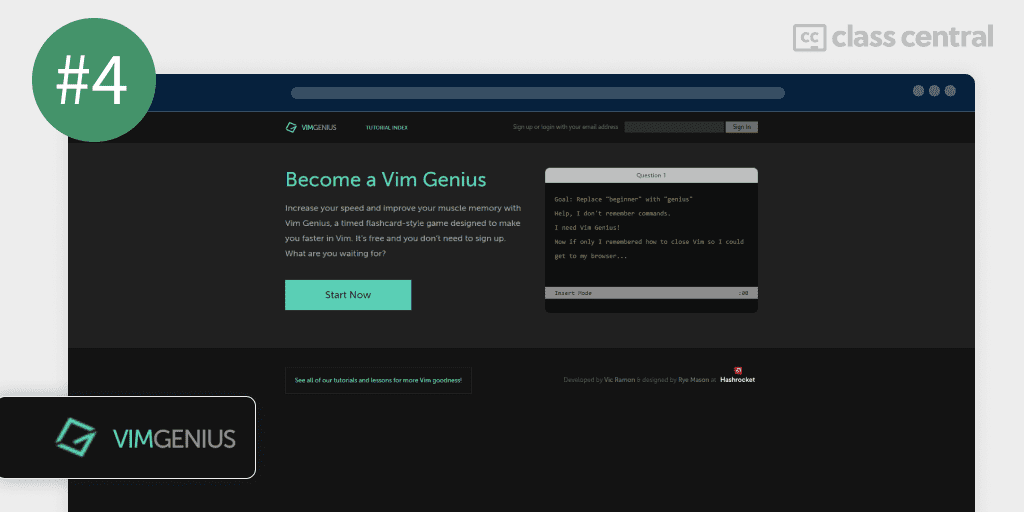 #4
cc class central
VIMGENIUS
TUTORIAL INDEX
Sign up or login with your email address
Sign In
Become a Vim Genius
Increase your speed and improve your muscle memory with
Vim Genius, a timed flashcard-style game designed to make
you faster in Vim. It's free and you don't need to sign up.
What are you waiting for?
Start Now
Question 1
Goal: Replace "beginner" with "genius"
Help, I don't remember commands.
I need Vim Genius!
Now if only I remembered how to close Vim so I could
get to my browser...
Insert Mode :08
See all of our tutorials and lessons for more Vim goodness!
Developed by Vic Ramon & designed by Rye Mason at Hashrocket
VIMGENIUS